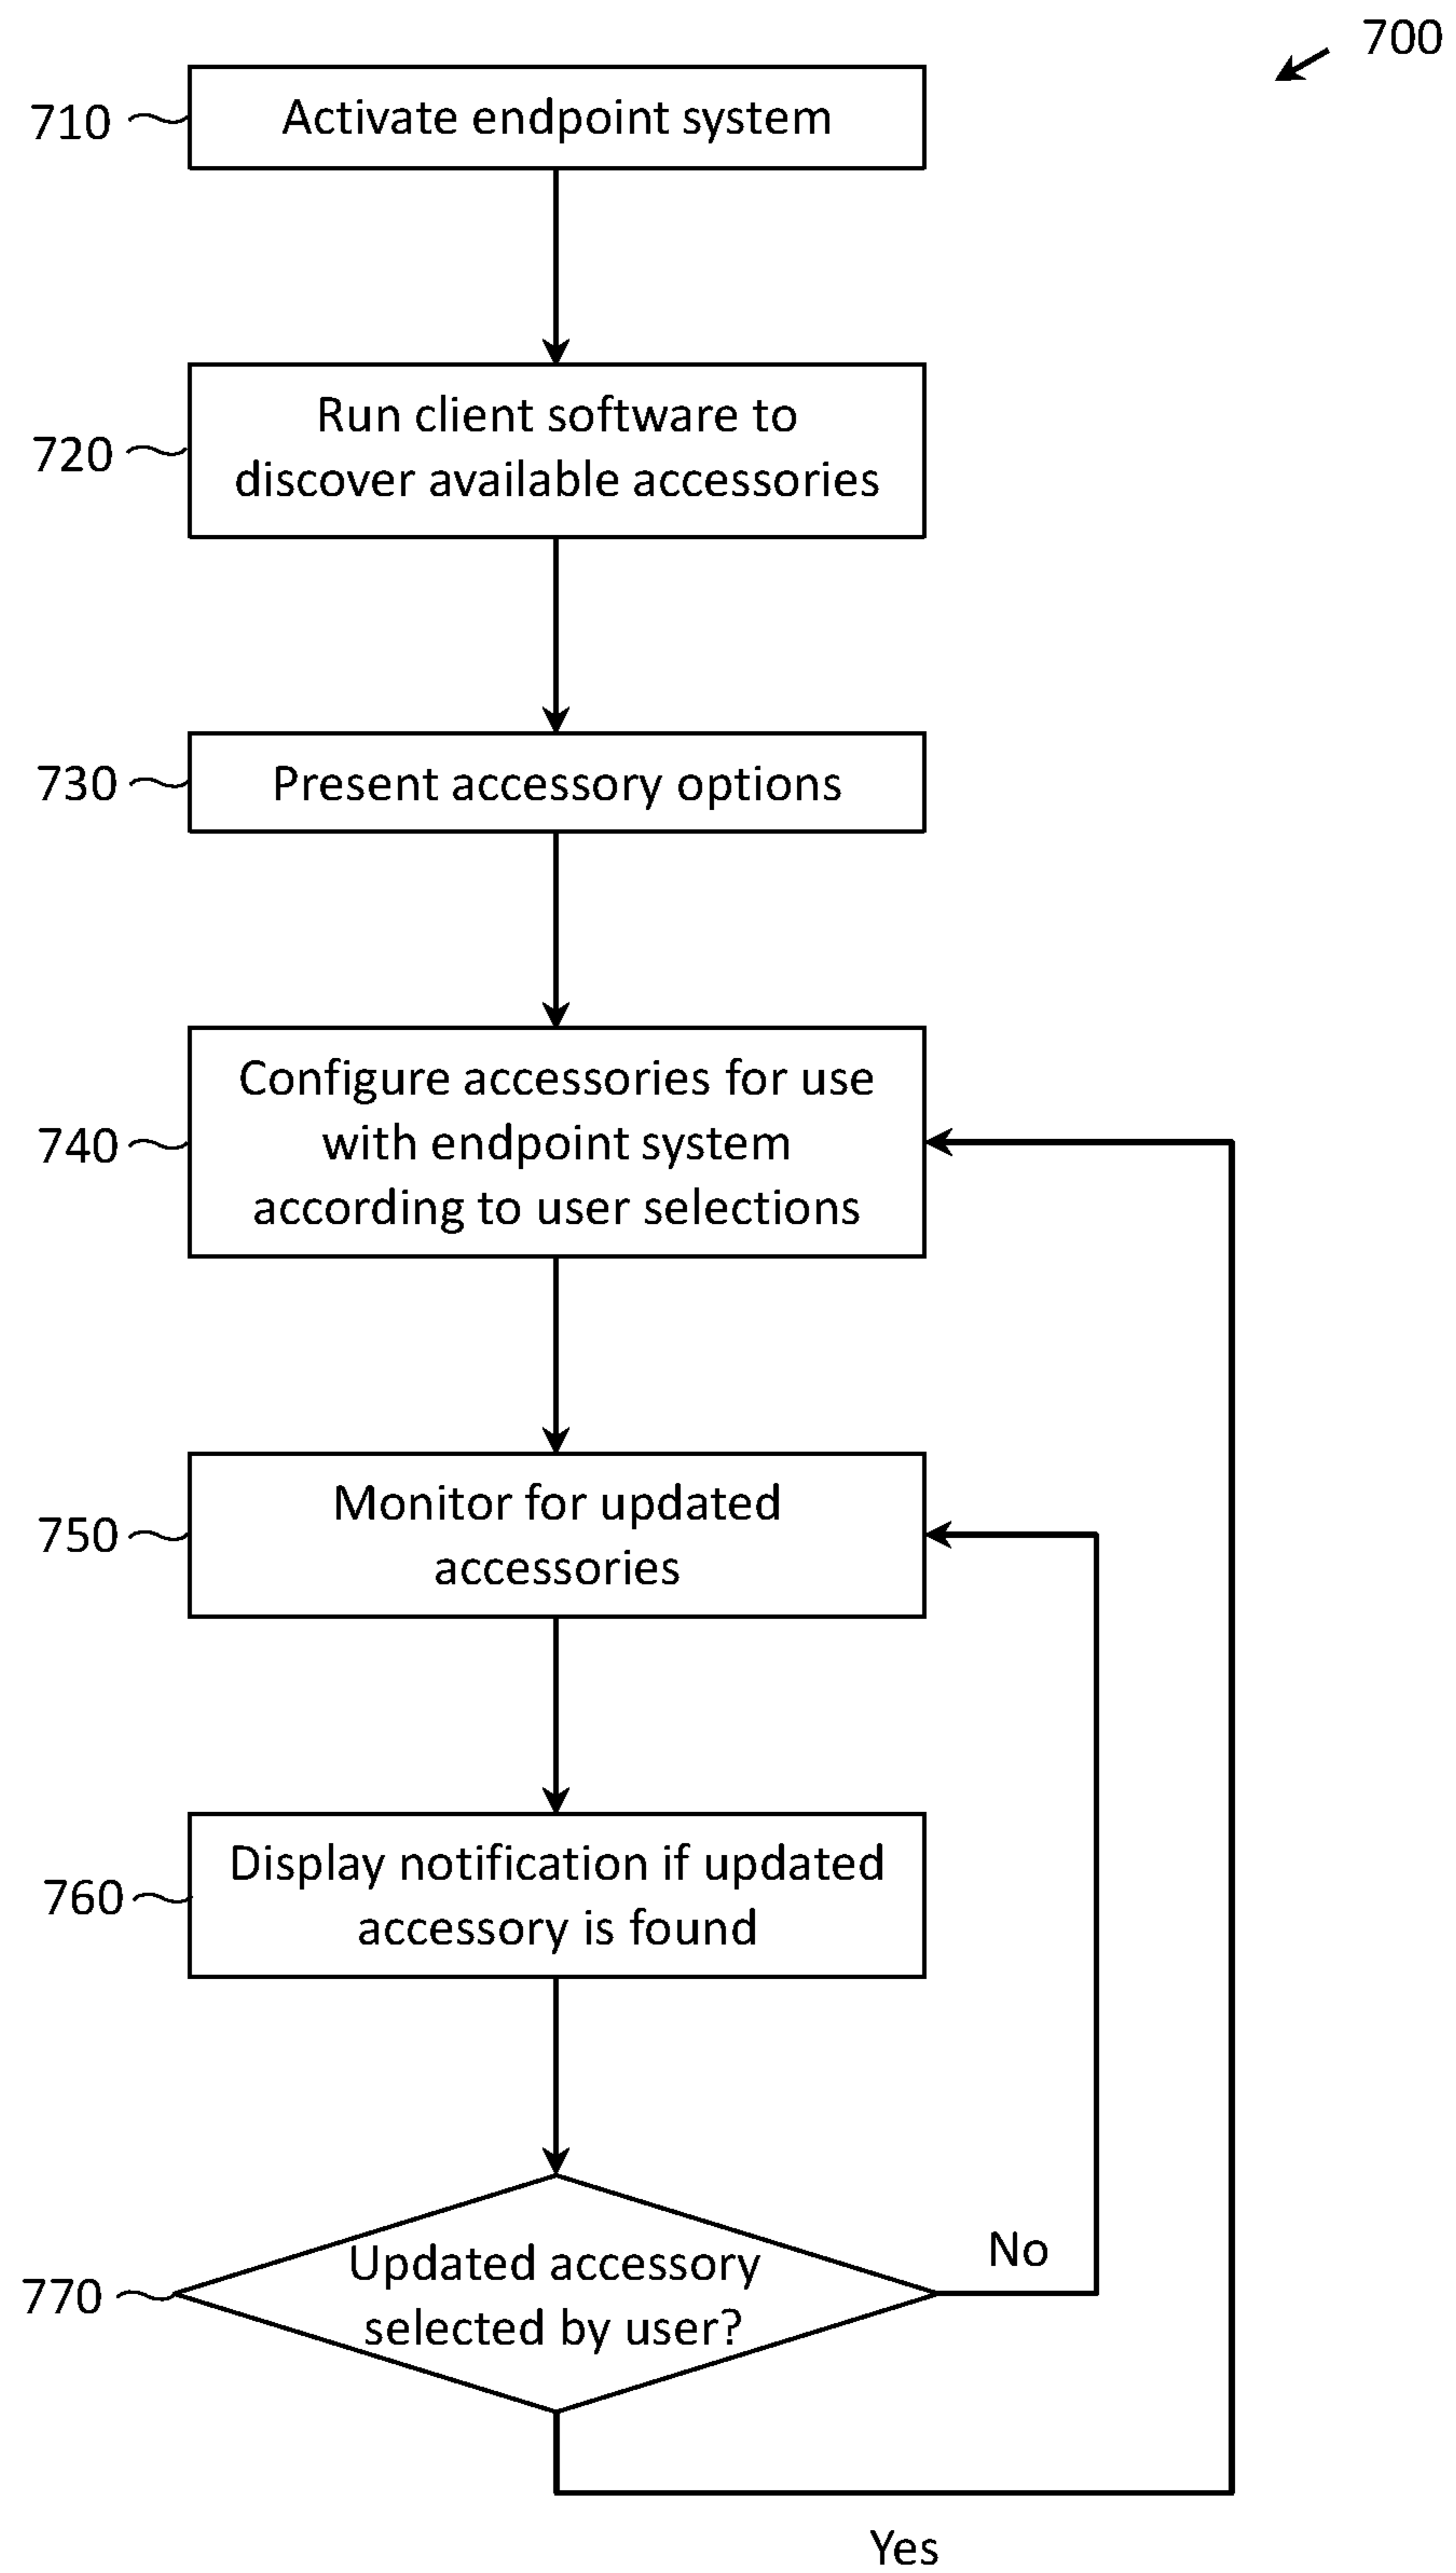 700
710
Activate endpoint system
720
Run client software to
discover available accessories
730
Present accessory options
740
Configure accessories for use
with endpoint system
according to user selections
750
Monitor for updated
accessories
760
Display notification if updated
accessory is found
770
Updated accessory
selected by user?
No
Yes